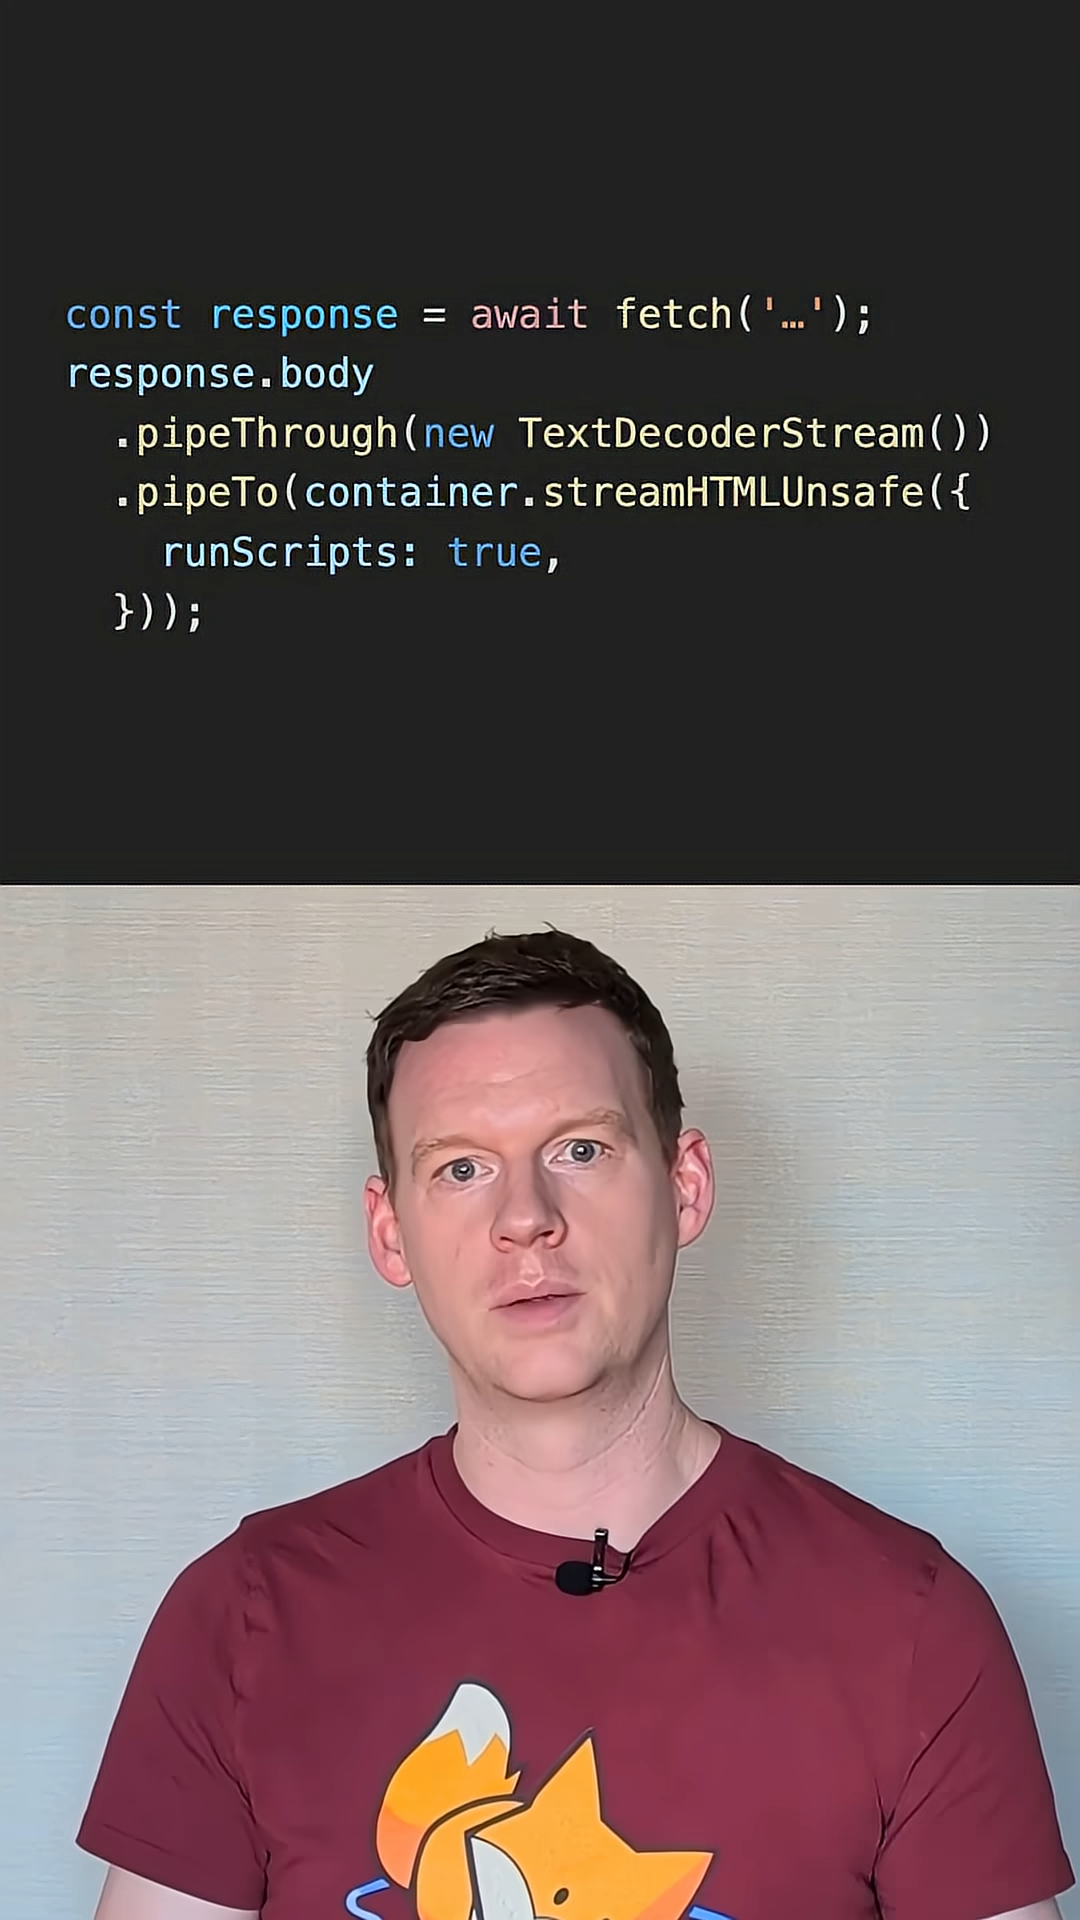 const response = await fetch('…');
response.body
.pipeThrough(new TextDecoderStream())
.pipeTo(container.streamHTMLUnsafe({
runScripts: true,
}));